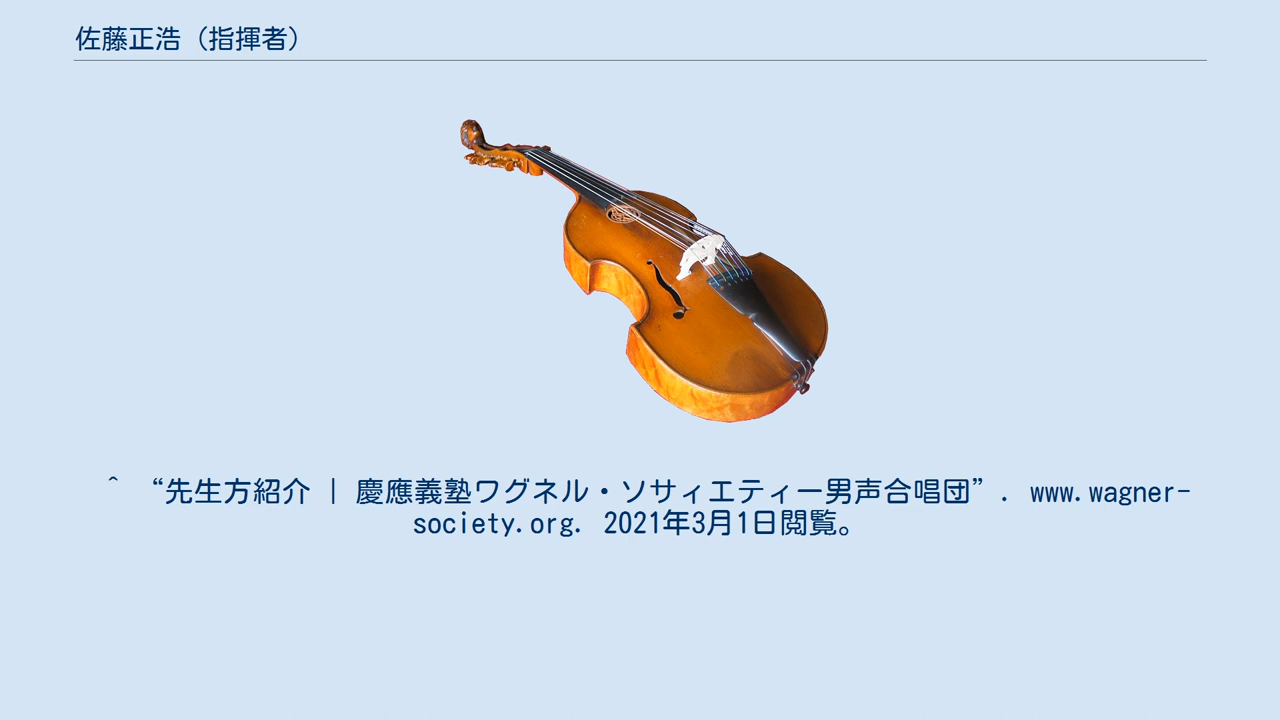 佐藤正浩（指揮者）
^ “先生方紹介 | 慶應義塾ワグネル・ソサィエティー男声合唱団”. www.wagner-
society.org. 2021年3月1日閲覧。